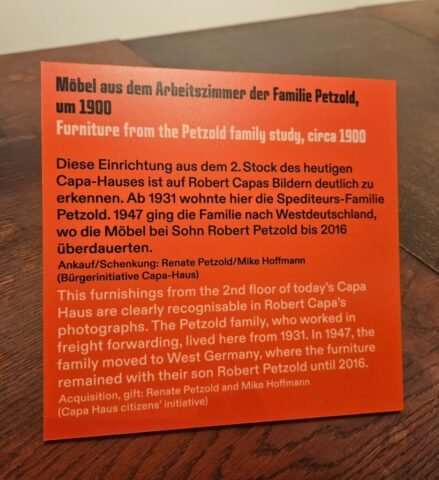 Möbel aus dem Arbeitszimmer der Familie Petzold,
um 1900
Furniture from the Petzold family study, circa 1900
Diese Einrichtung aus dem 2. Stock des heutigen
Capa-Hauses ist auf Robert Capas Bildern deutlich zu
erkennen. Ab 1931 wohnte hier die Spediteurs-Familie
Petzold. 1947 ging die Familie nach Westdeutschland,
wo die Möbel bei Sohn Robert Petzold bis 2016
überdauerten.
Ankauf/Schenkung: Renate Petzold/Mike Hoffmann
(Bürgerinitiative Capa-Haus)
This furnishings from the 2nd floor of today's Capa
Haus are clearly recognisable in Robert Capa's
photographs. The Petzold family, who worked in
freight forwarding, lived here from 1931. In 1947, the
family moved to West Germany, where the furniture
remained with their son Robert Petzold until 2016.
Acquisition, gift: Renate Petzold and Mike Hoffmann
(Capa Haus citizens' initiative)